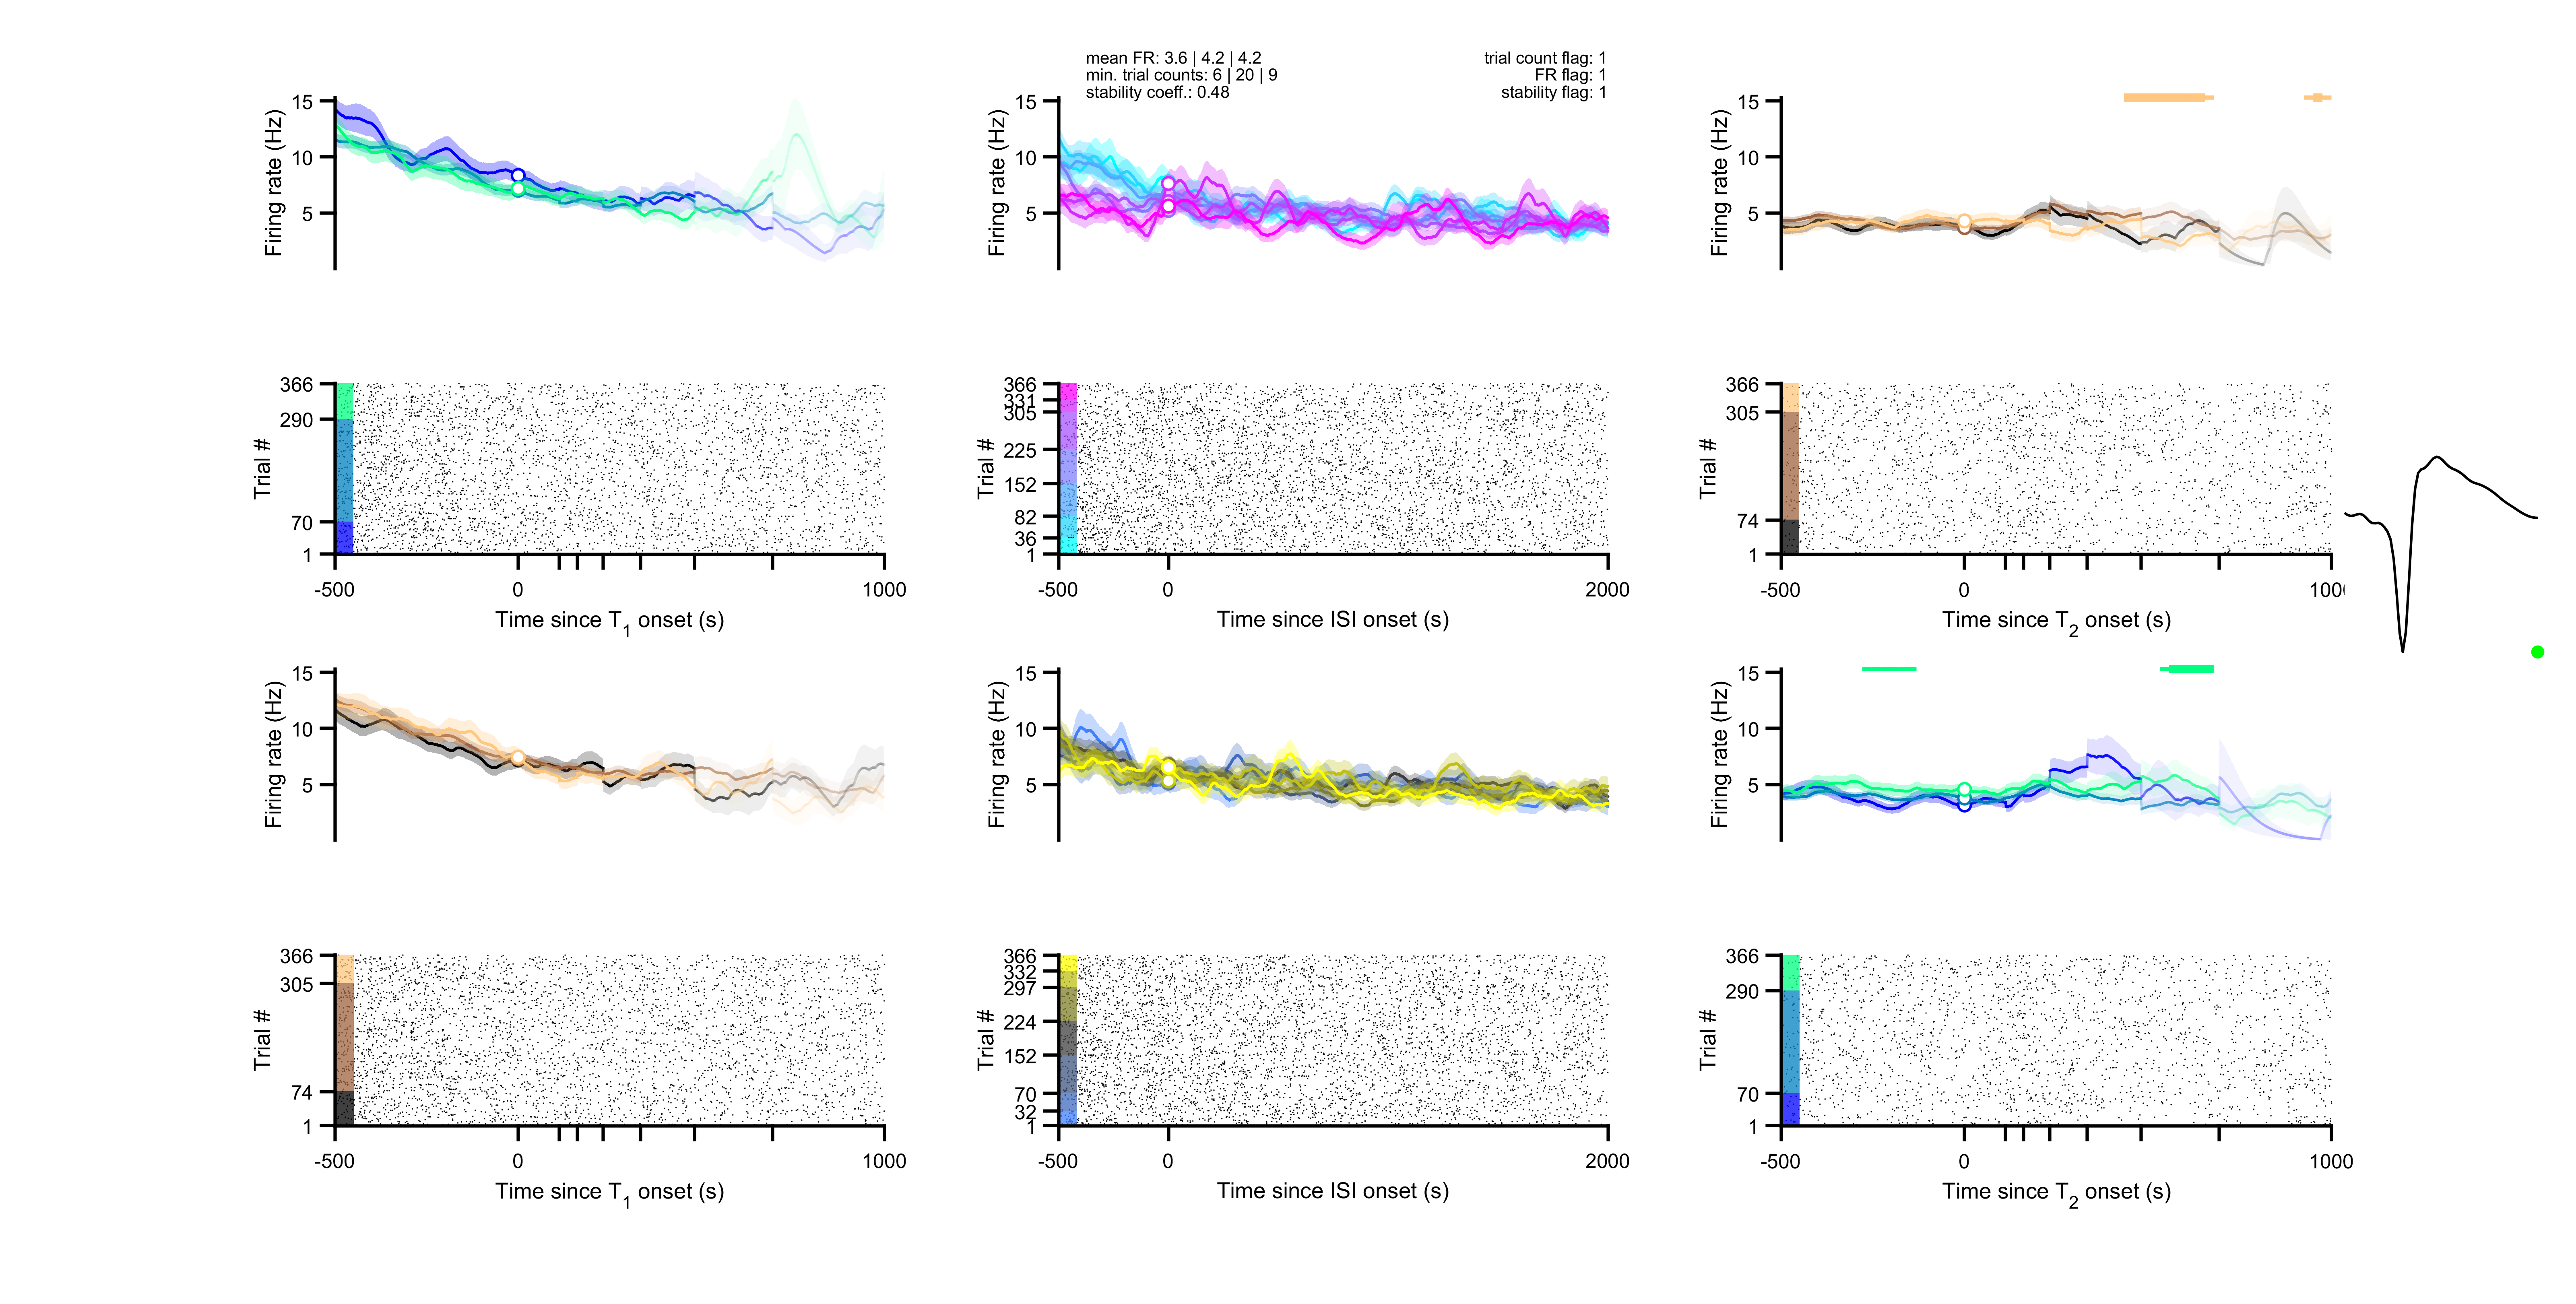 mean FR: 3.6 | 4.2 | 4.2
min. trial counts: 6 | 20 | 9
stability coeff.: 0.48
trial count flag: 1
FR flag: 1
stability flag: 1
15
10
5
Firing rate (Hz)
15
10
5
Firing rate (Hz)
15
10
5
Firing rate (Hz)
366
290
70
1
Trial #
-500
0
1000
Time since T1 onset (s)
366
331
305
225
152
82
36
1
Trial #
-500
0
2000
Time since ISI onset (s)
366
305
74
1
Trial #
-500
0
1000
Time since T2 onset (s)
15
10
5
Firing rate (Hz)
15
10
5
Firing rate (Hz)
15
10
5
Firing rate (Hz)
366
305
74
1
Trial #
-500
0
1000
Time since T1 onset (s)
366
332
297
224
152
70
32
1
Trial #
-500
0
2000
Time since ISI onset (s)
366
290
70
1
Trial #
-500
0
1000
Time since T2 onset (s)